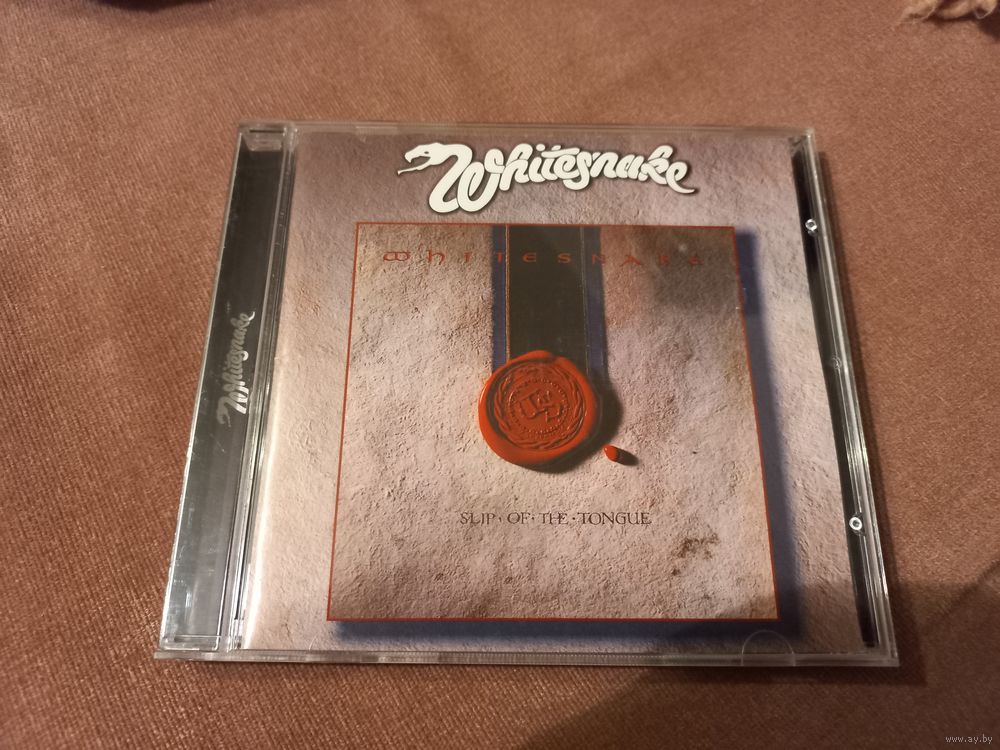 Whitesnake
WHITESNAKE
Whitesnake
SLIP · OF · THE · TONGUE
www.ay.by